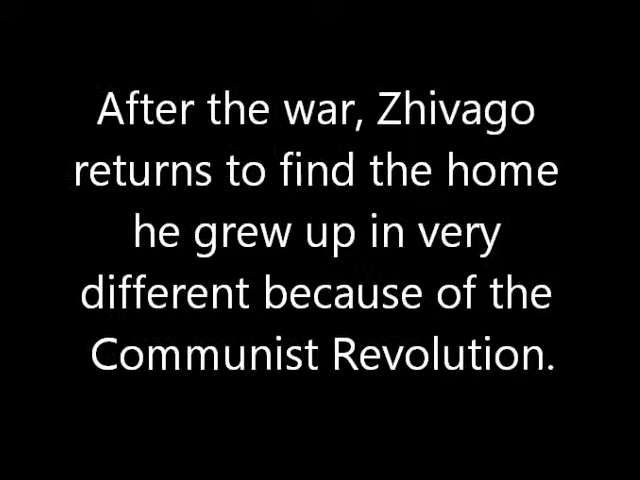 After the war, Zhivago
returns to find the home
he grew up in very
different because of the
Communist Revolution.